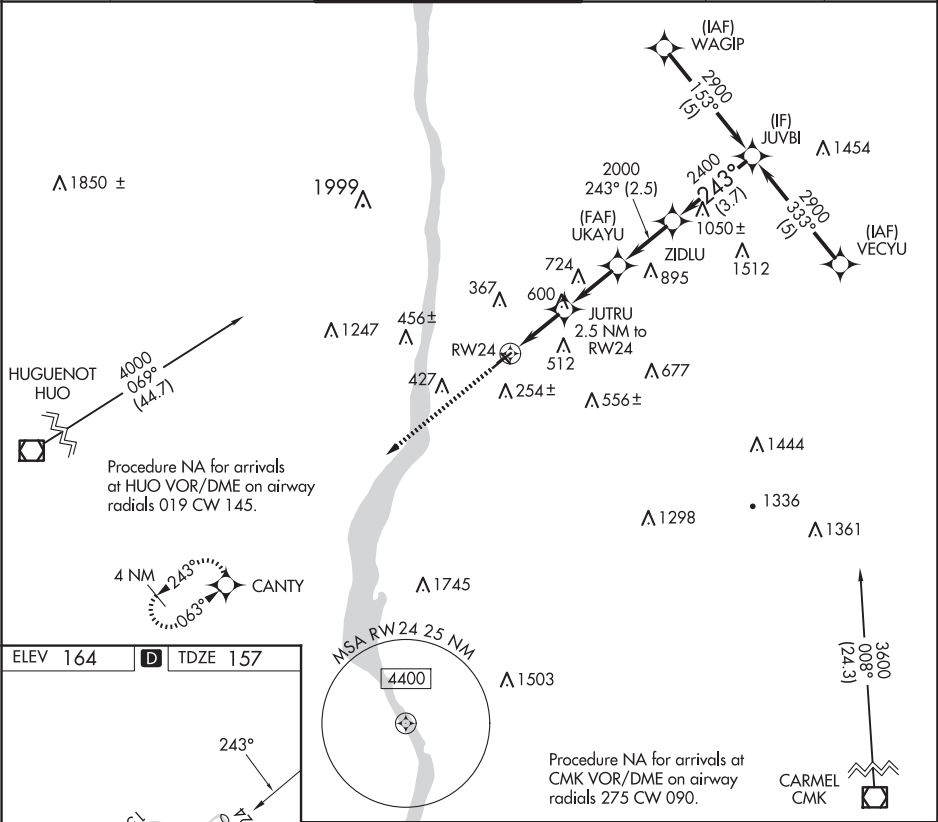 (IAF)
WAGIP
2900
153°
(5)
(IF)
JUVBI
1454
1850 ±
1999
2000
243° (2.5)
2400
243°
(3.7)
2900
333°
(5)
(FAF)
UKAYU
1050±
(IAF)
VECYU
ZIDLU
1512
724
895
367
600
JUTRU
2.5 NM to
RW24
456±
1247
RW24
512
4000
069°
(44.7)
HUGUENOT
HUO
427
254±
677
556±
1444
Procedure NA for arrivals
at HUO VOR/DME on airway
radials 019 CW 145.
1336
1298
1361
4 NM
243°
063°
CANTY
1745
MSA RW24 25 NM
4400
1503
3600
008°
(24.3)
ELEV 164
D
TDZE 157
243°
24
Procedure NA for arrivals at
CMK VOR/DME on airway
radials 275 CW 090.
CARMEL
CMK